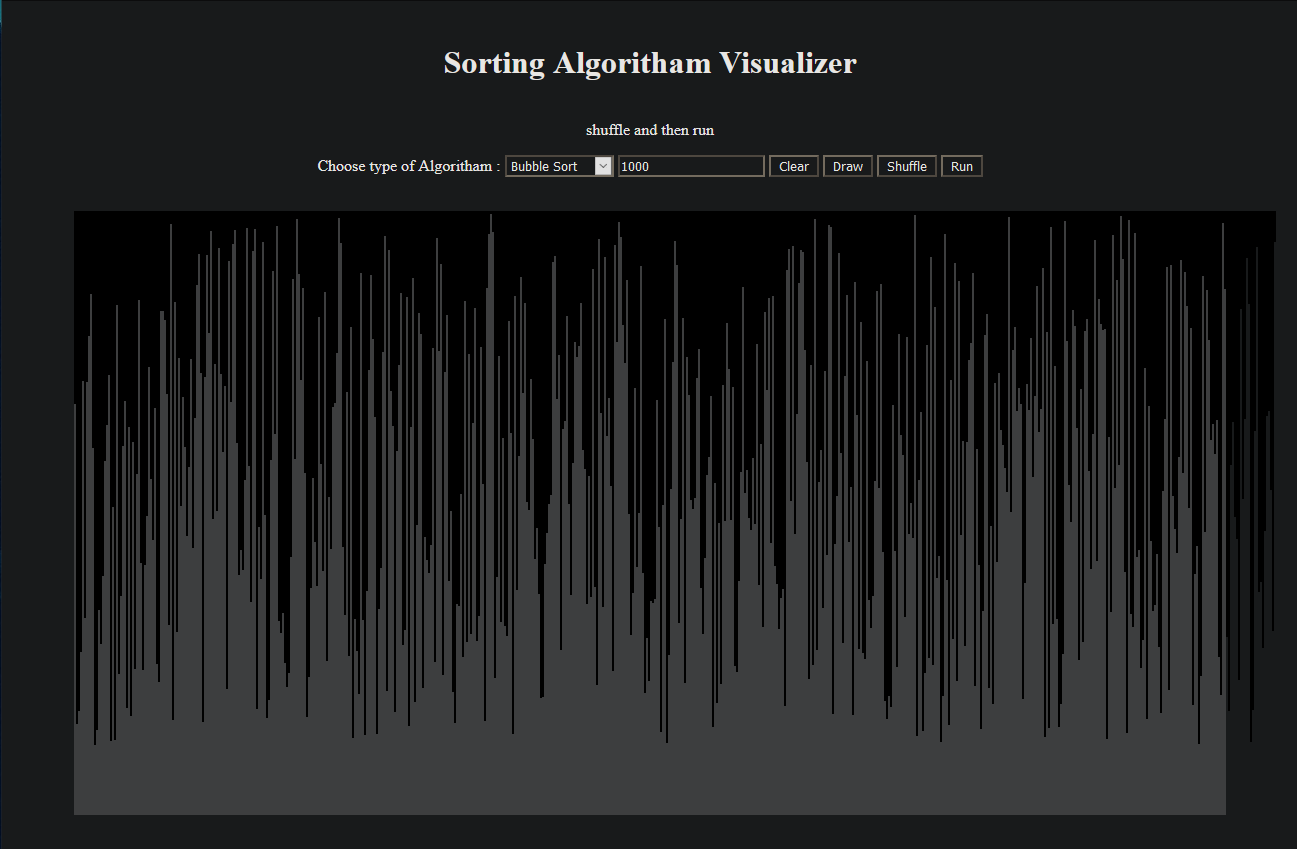 Sorting Algoritham Visualizer
shuffle and then run
Choose type of Algoritham : Bubble Sort 1000 Clear Draw Shuffle Run